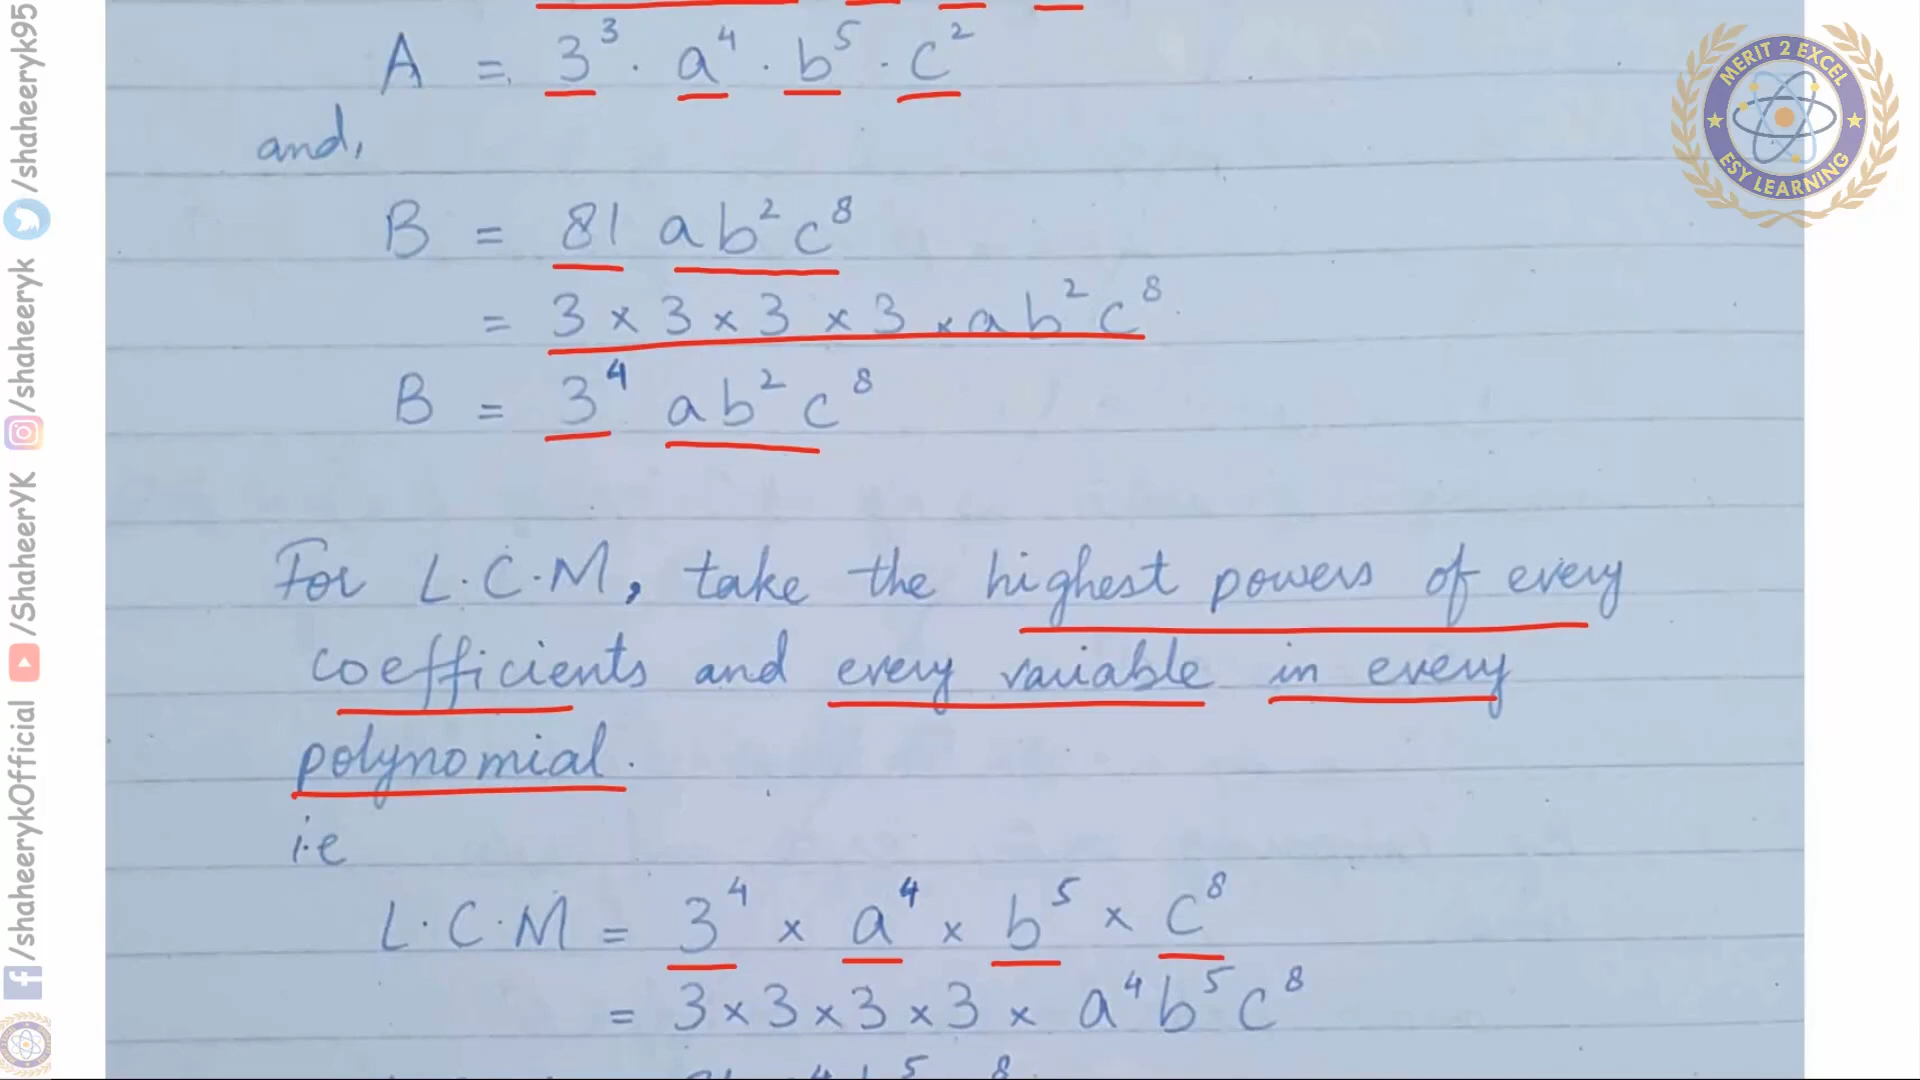 A = 3³ · a⁴ · b⁵ · c²
and,
B = 81 ab²c⁸
= 3 × 3 × 3 × 3 × ab²c⁸
B = 3⁴ ab²c⁸
For L.C.M, take the highest powers of every
coefficients and every variable in every
polynomial.
i.e
L.C.M = 3⁴ × a⁴ × b⁵ × c⁸
= 3 × 3 × 3 × 3 × a⁴b⁵c⁸
MERIT 2 EXCEL
ESY LEARNING
/shaheeryk95
/shaheeryk
/ShaheerYK
/shaheerykOfficial